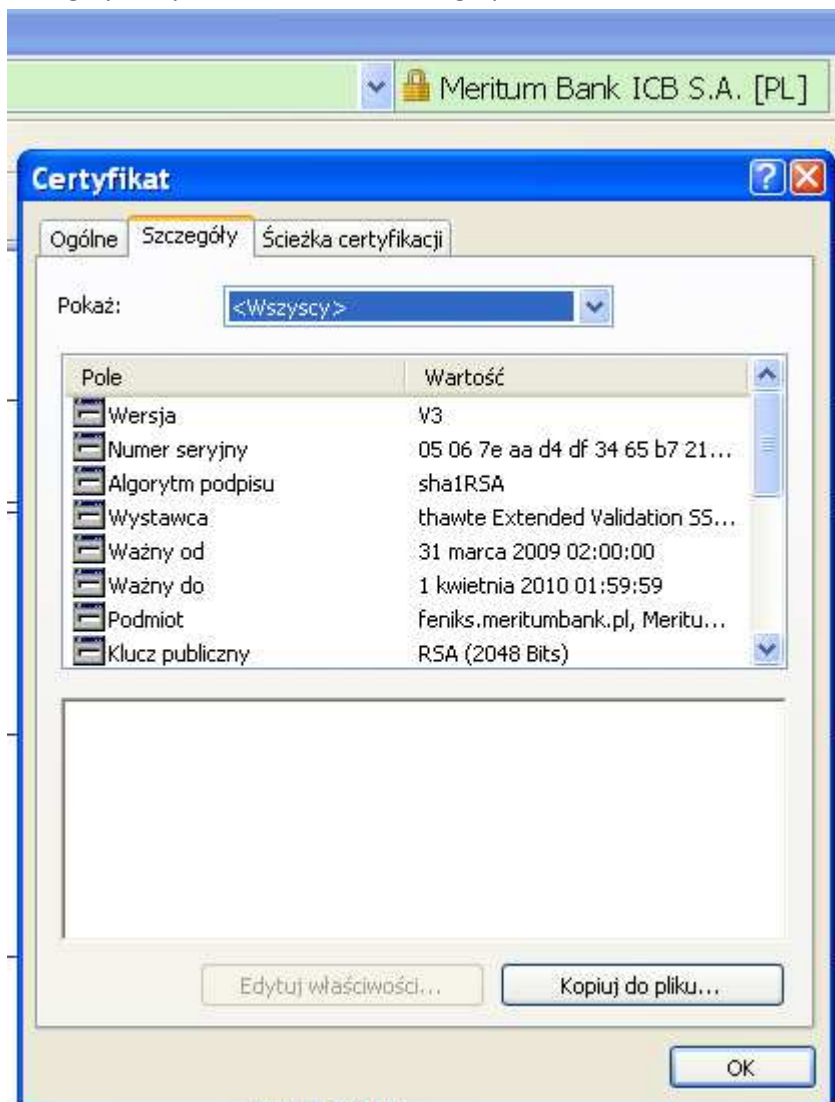 Meritum Bank ICB S.A. [PL]
Certyfikat
Ogólne Szczegóły Ścieżka certyfikacji
Pokaż: <Wszyscy>
Pole Wartość
Wersja V3
Numer seryjny 05 06 7e aa d4 df 34 65 b7 21...
Algorytm podpisu sha1RSA
Wystawca thawte Extended Validation SS...
Ważny od 31 marca 2009 02:00:00
Ważny do 1 kwietnia 2010 01:59:59
Podmiot feniks.meritumbank.pl, Meritu...
Klucz publiczny RSA (2048 Bits)
Edytuj właściwości... Kopiuj do pliku...
OK